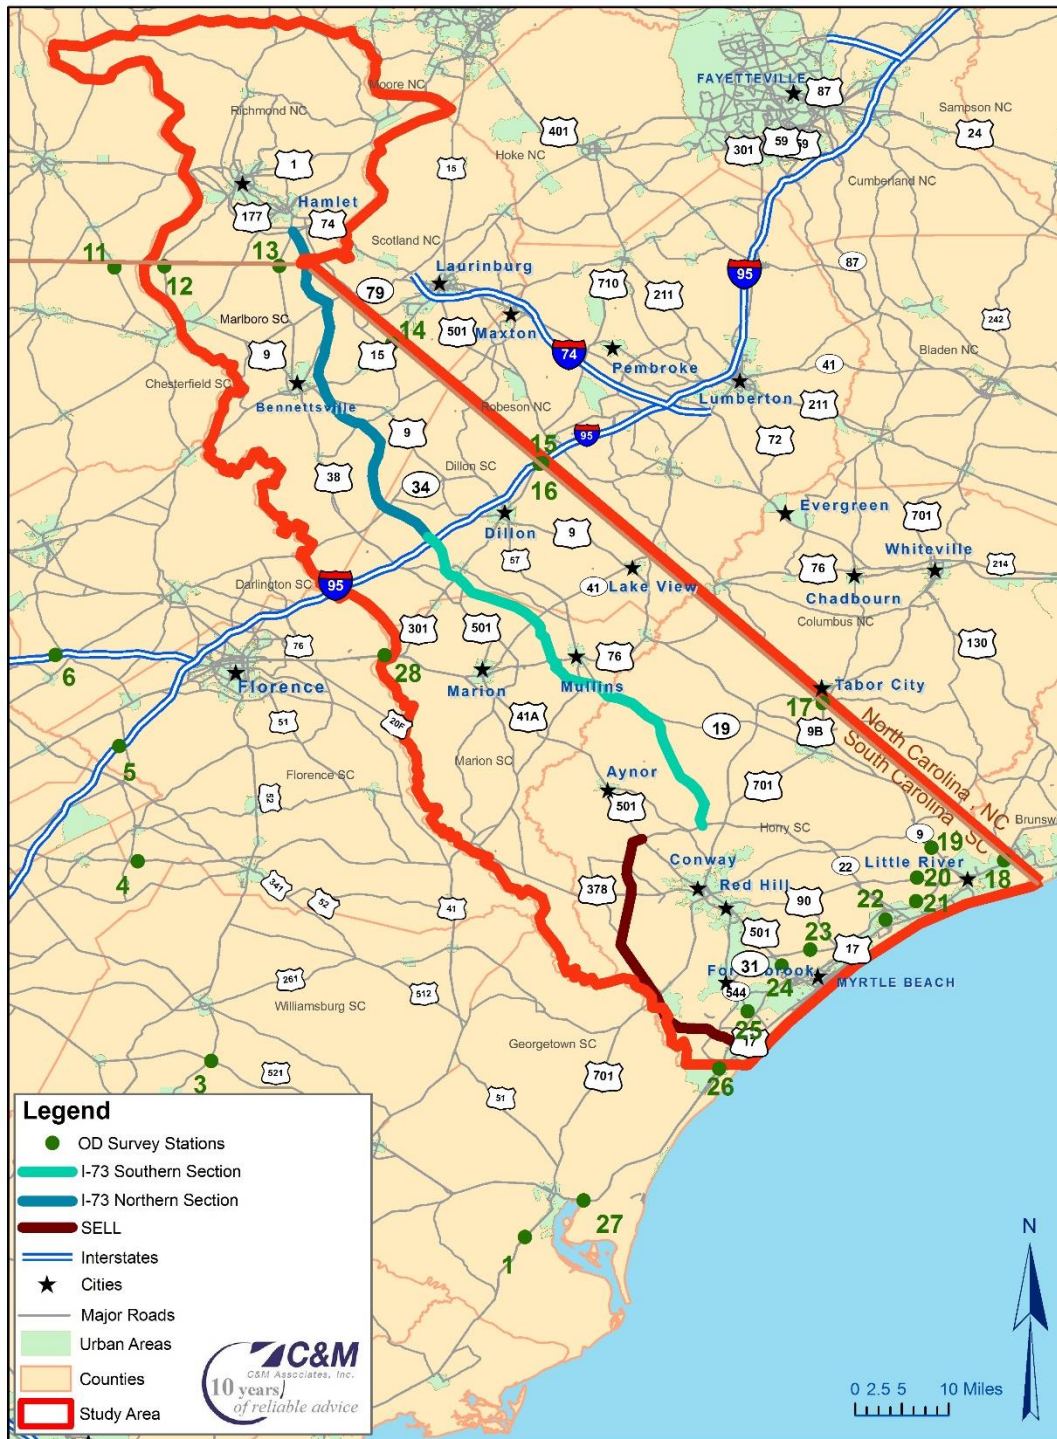 FAYETTEVILLE
87
Moore NC
Richmond NC
Sampson NC
401
24
1
15
Hoke NC
301
59
59
Cumberland NC
Hamlet
177
74
Scotland NC
11
12
13
95
87
79
Laurinburg
710
211
Marlboro SC
14
501
Maxton
242
9
15
74
Pembroke
Bladen NC
Chesterfield SC
41
Bennettsville
Lumberton
211
Robeson NC
9
95
72
15
Dillon SC
16
38
34
Evergreen
701
Dillon
9
Whiteville
57
76
214
Darlington SC
95
41
Lake View
Chadbourn
Columbus NC
301
501
130
76
76
6
28
Florence
Marion
Mullins
Tabor City
17
North Carolina, NC
South Carolina, SC
51
20F
41A
19
9B
5
Marion SC
Florence SC
Aynor
701
52
501
Horry SC
9
19
Brunsw
4
Conway
22
Little River
18
341
378
Red Hill
20
52
41
90
21
22
501
23
17
31
Fo
brook
24
MYRTLE BEACH
261
512
544
Williamsburg SC
25
Georgetown SC
17
3
521
701
26
51
27
1
Legend
OD Survey Stations
I-73 Southern Section
I-73 Northern Section
SELL
Interstates
Cities
Major Roads
Urban Areas
Counties
Study Area
C&M
C&M Associates, Inc.
10 years
of reliable advice
N
0 2.5 5 10 Miles